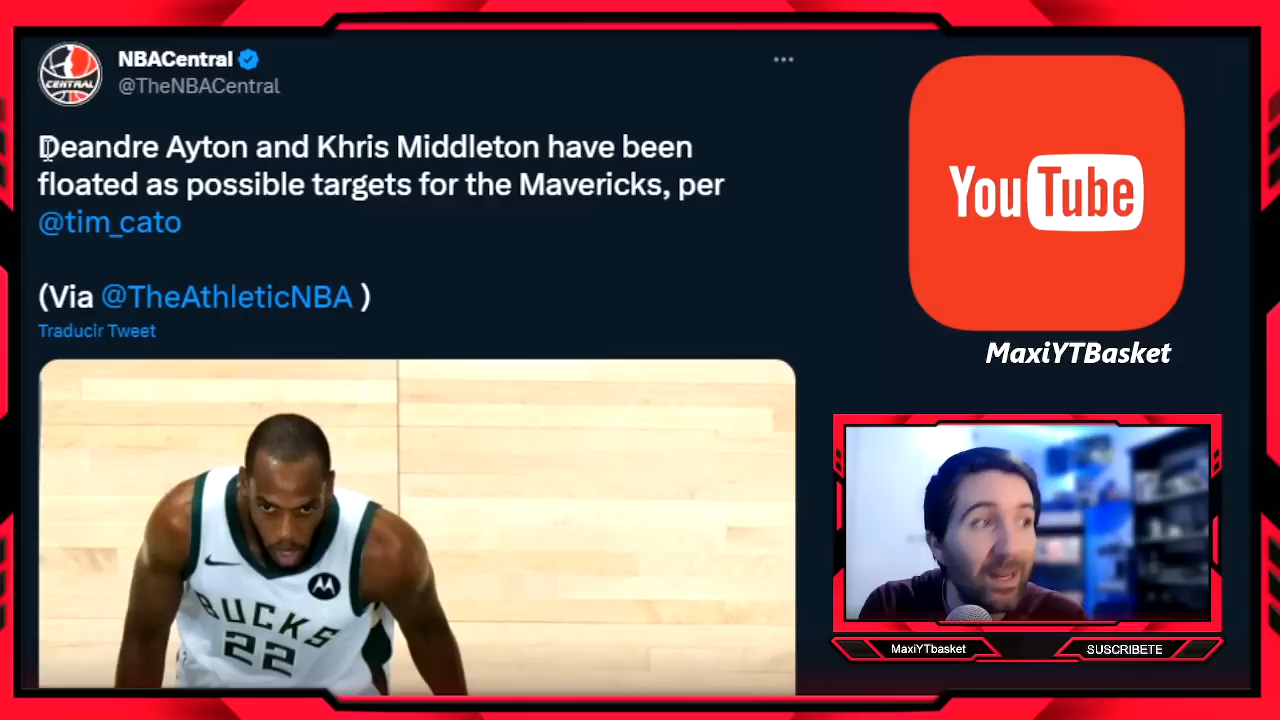 NBACentral
@TheNBACentral
CENTRAL
Deandre Ayton and Khris Middleton have been
floated as possible targets for the Mavericks, per
@tim_cato
(Via @TheAthleticNBA )
Traducir Tweet
BUCKS
22
YouTube
MaxiYTBasket
MaxiYTbasket
SUSCRIBETE